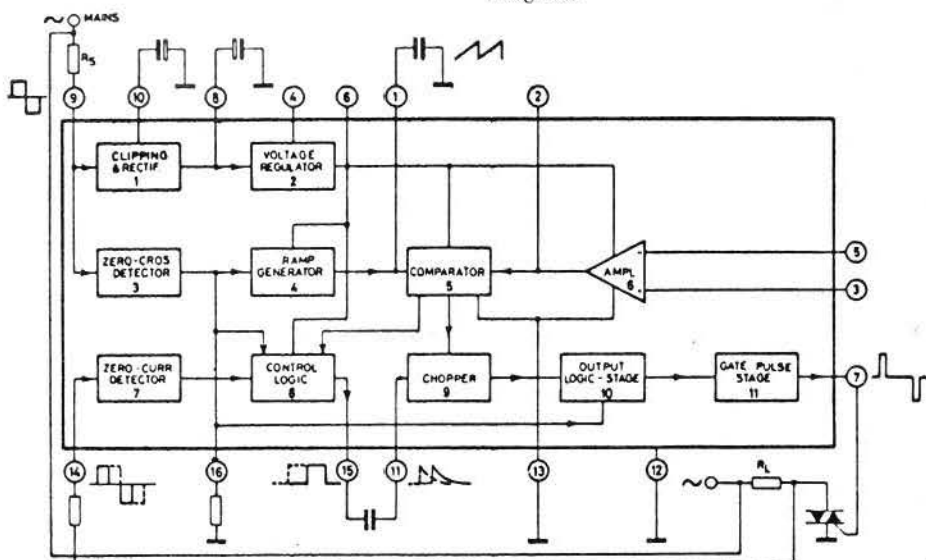 ~ MAINS
RS
9 10 8 4 6 1 2
CLIPPING
& RECTIF.
1
VOLTAGE
REGULATOR
2
ZERO-CROS
DETECTOR
3
RAMP
GENERATOR
4
COMPARATOR
5
AMPL
6
5
3
ZERO-CURR
DETECTOR
7
CONTROL
LOGIC
8
CHOPPER
9
OUTPUT
LOGIC-STAGE
10
GATE PULSE
STAGE
11
7
14 16 15 11 13 12
~ RL